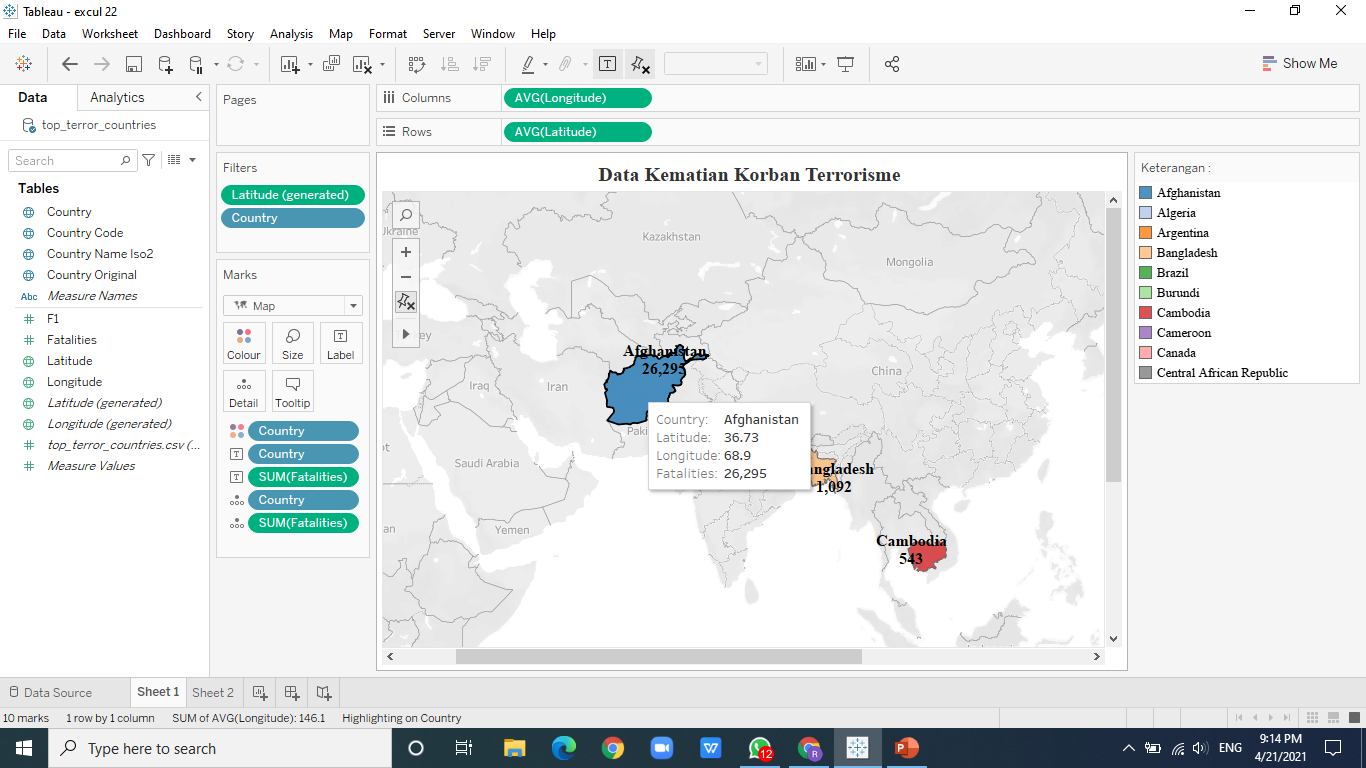 Tableau - excul 22
File Data Worksheet Dashboard Story Analysis Map Format Server Window Help
Show Me
Data Analytics
top_terror_countries
Search
Tables
Country
Country Code
Country Name Iso2
Country Original
Abc Measure Names
F1
Fatalities
Latitude
Longitude
Latitude (generated)
Longitude (generated)
top_terror_countries.csv (...
Measure Values
Pages
Filters
Latitude (generated)
Country
Marks
Map
Colour Size Label
Detail Tooltip
Country
Country
SUM(Fatalities)
Country
SUM(Fatalities)
Columns AVG(Longitude)
Rows AVG(Latitude)
Data Kematian Korban Terrorisme
Ukraine
Kazakhstan
Mongolia
ey
Afghanistan
26,295
China
Iraq
Iran
Country: Afghanistan
Latitude: 36.73
Longitude: 68.9
Fatalities: 26,295
Paki
pt
Saudi Arabia
ngladesh
1,092
an
Yemen
Cambodia
543
Keterangan :
Afghanistan
Algeria
Argentina
Bangladesh
Brazil
Burundi
Cambodia
Cameroon
Canada
Central African Republic
Data Source Sheet 1 Sheet 2
10 marks 1 row by 1 column SUM of AVG(Longitude): 146.1 Highlighting on Country
Type here to search
12
R
ENG
9:14 PM
4/21/2021